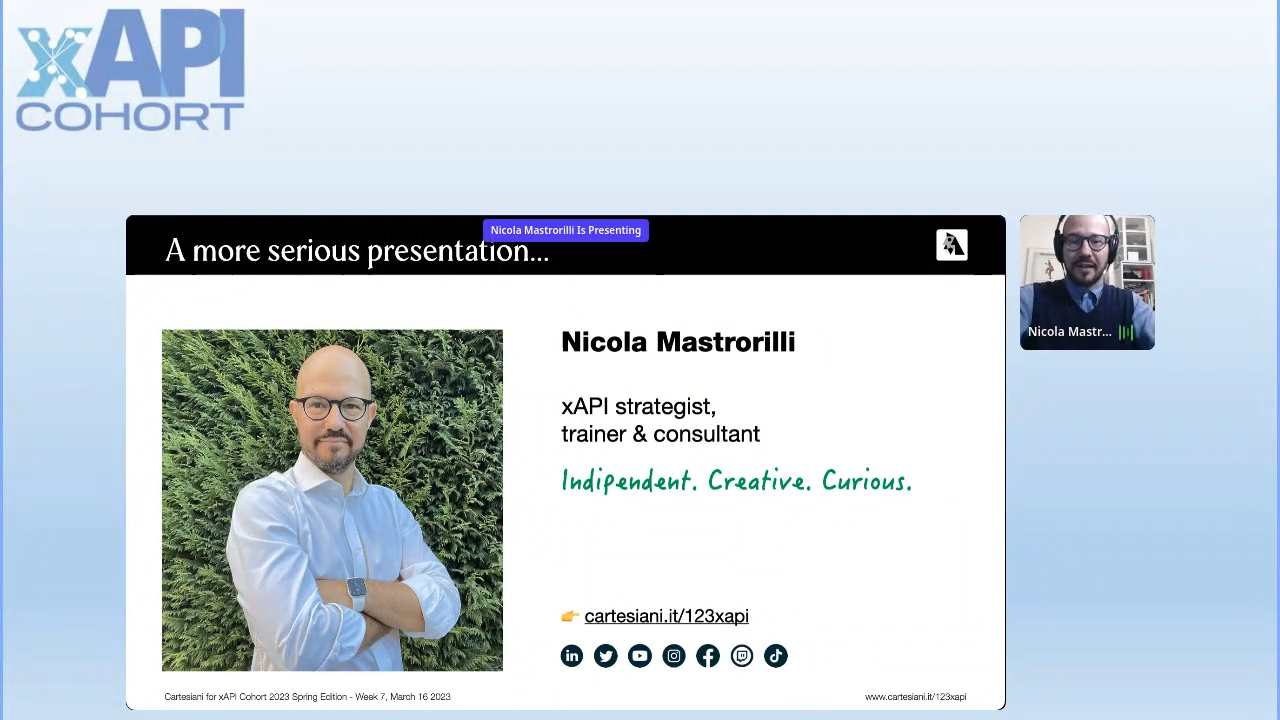 xAPI
COHORT
Nicola Mastrorilli Is Presenting
A more serious presentation...
Nicola Mastr...
Nicola Mastrorilli
xAPI strategist,
trainer & consultant
Indipendent. Creative. Curious.
👉 cartesiani.it/123xapi
Cartesiani for xAPI Cohort 2023 Spring Edition - Week 7, March 16 2023
www.cartesiani.it/123xapi